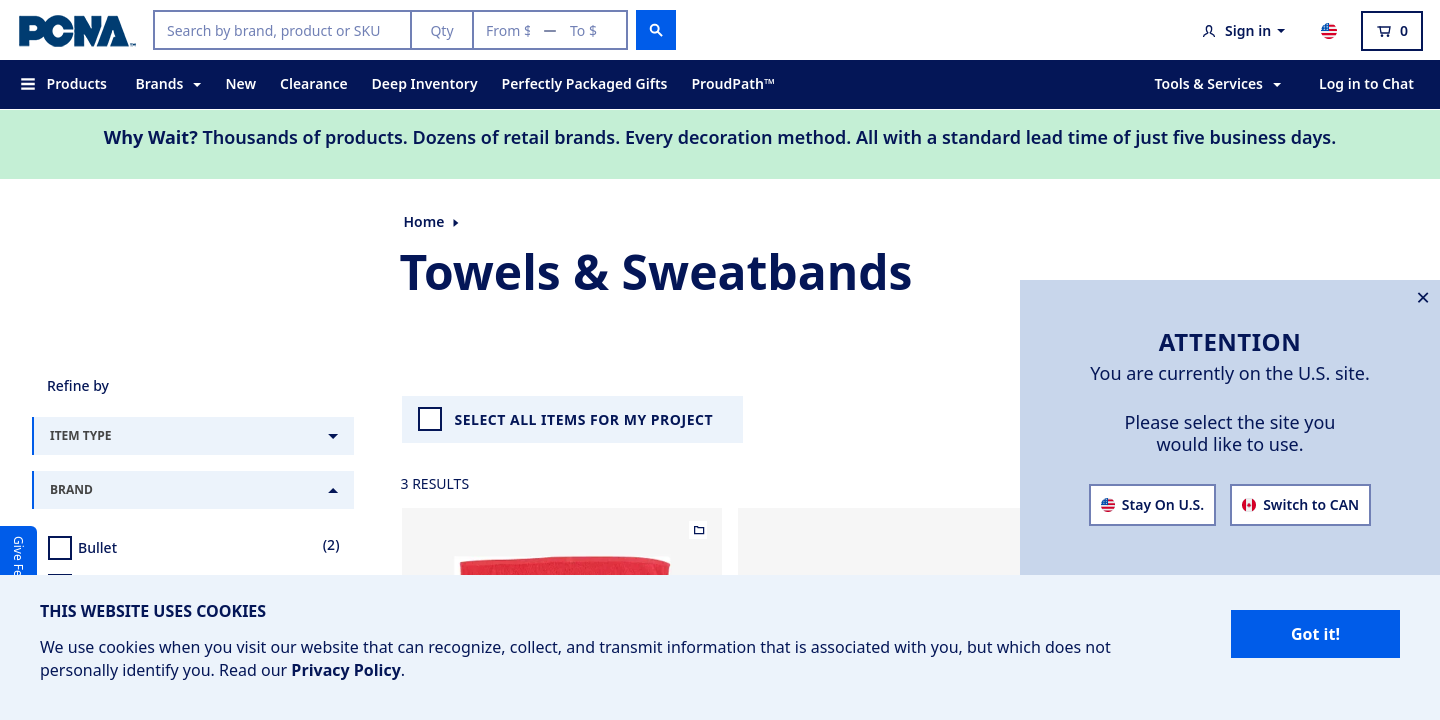 PCNA™
Search by brand, product or SKU
Qty
From $ — To $
Sign in
0
Products
Brands
New
Clearance
Deep Inventory
Perfectly Packaged Gifts
ProudPath™
Tools & Services
Log in to Chat
Why Wait? Thousands of products. Dozens of retail brands. Every decoration method. All with a standard lead time of just five business days.
Home
Towels & Sweatbands
ATTENTION
You are currently on the U.S. site.
Please select the site you
would like to use.
Stay On U.S.
Switch to CAN
Refine by
ITEM TYPE
BRAND
Bullet (2)
SELECT ALL ITEMS FOR MY PROJECT
3 RESULTS
Give Fe
THIS WEBSITE USES COOKIES
We use cookies when you visit our website that can recognize, collect, and transmit information that is associated with you, but which does not
personally identify you. Read our Privacy Policy.
Got it!